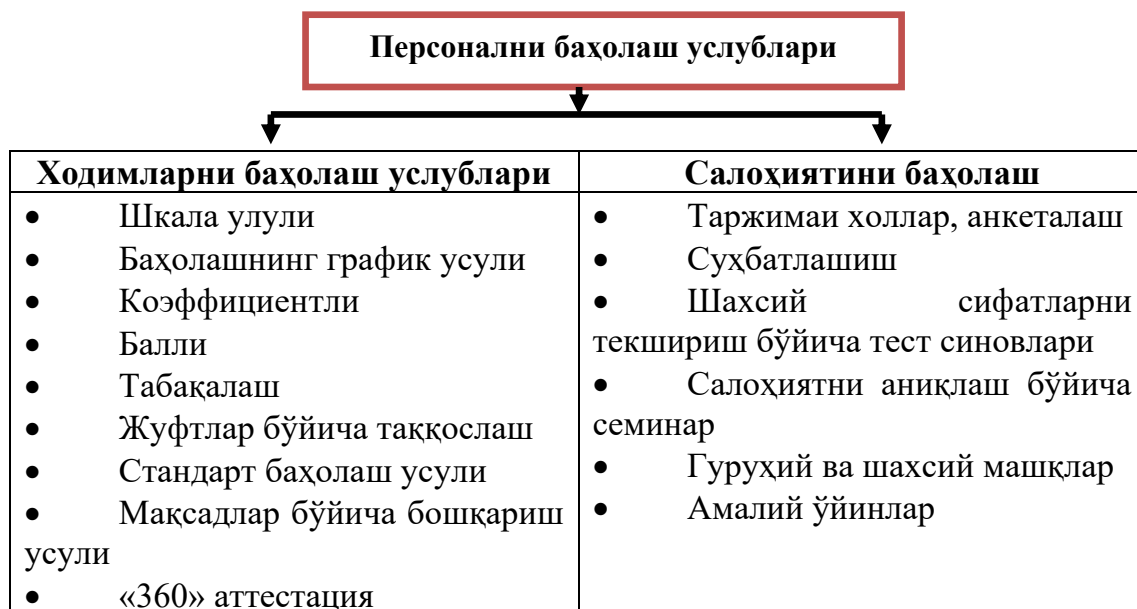 Персонални баҳолаш услублари
Ходимларни баҳолаш услублари
• Шкала улули
• Баҳолашнинг график усули
• Коэффициентли
• Балли
• Табақалаш
• Жуфтлар бўйича таққослаш
• Стандарт баҳолаш усули
• Мақсадлар бўйича бошқариш
усули
• «360» аттестация
Салоҳиятини баҳолаш
• Таржимаи холлар, анкеталаш
• Суҳбатлашиш
• Шахсий сифатларни
текшириш бўйича тест синовлари
• Салоҳиятни аниқлаш бўйича
семинар
• Гуруҳий ва шахсий машқлар
• Амалий ўйинлар